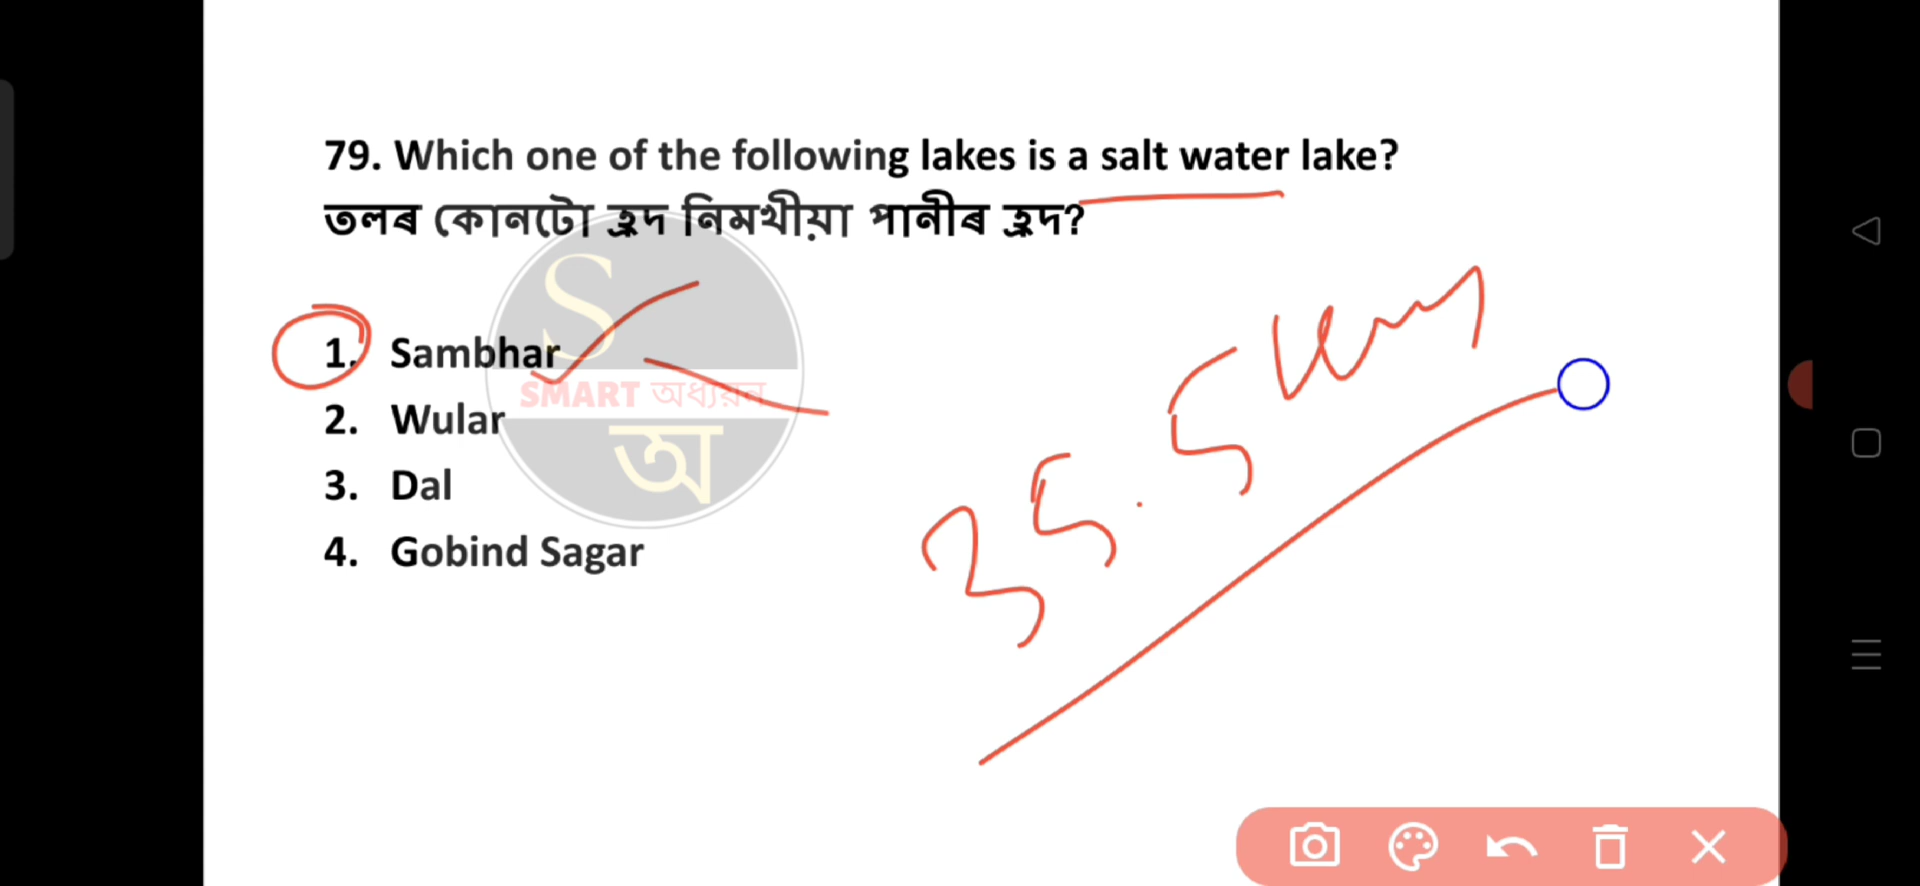 79. Which one of the following lakes is a salt water lake?
তলৰ কোনটো হ্ৰদ নিমখীয়া পানীৰ হ্ৰদ?
1. Sambhar
2. Wular
3. Dal
4. Gobind Sagar
S
SMART অধ্যয়ন
অ
35.5 km